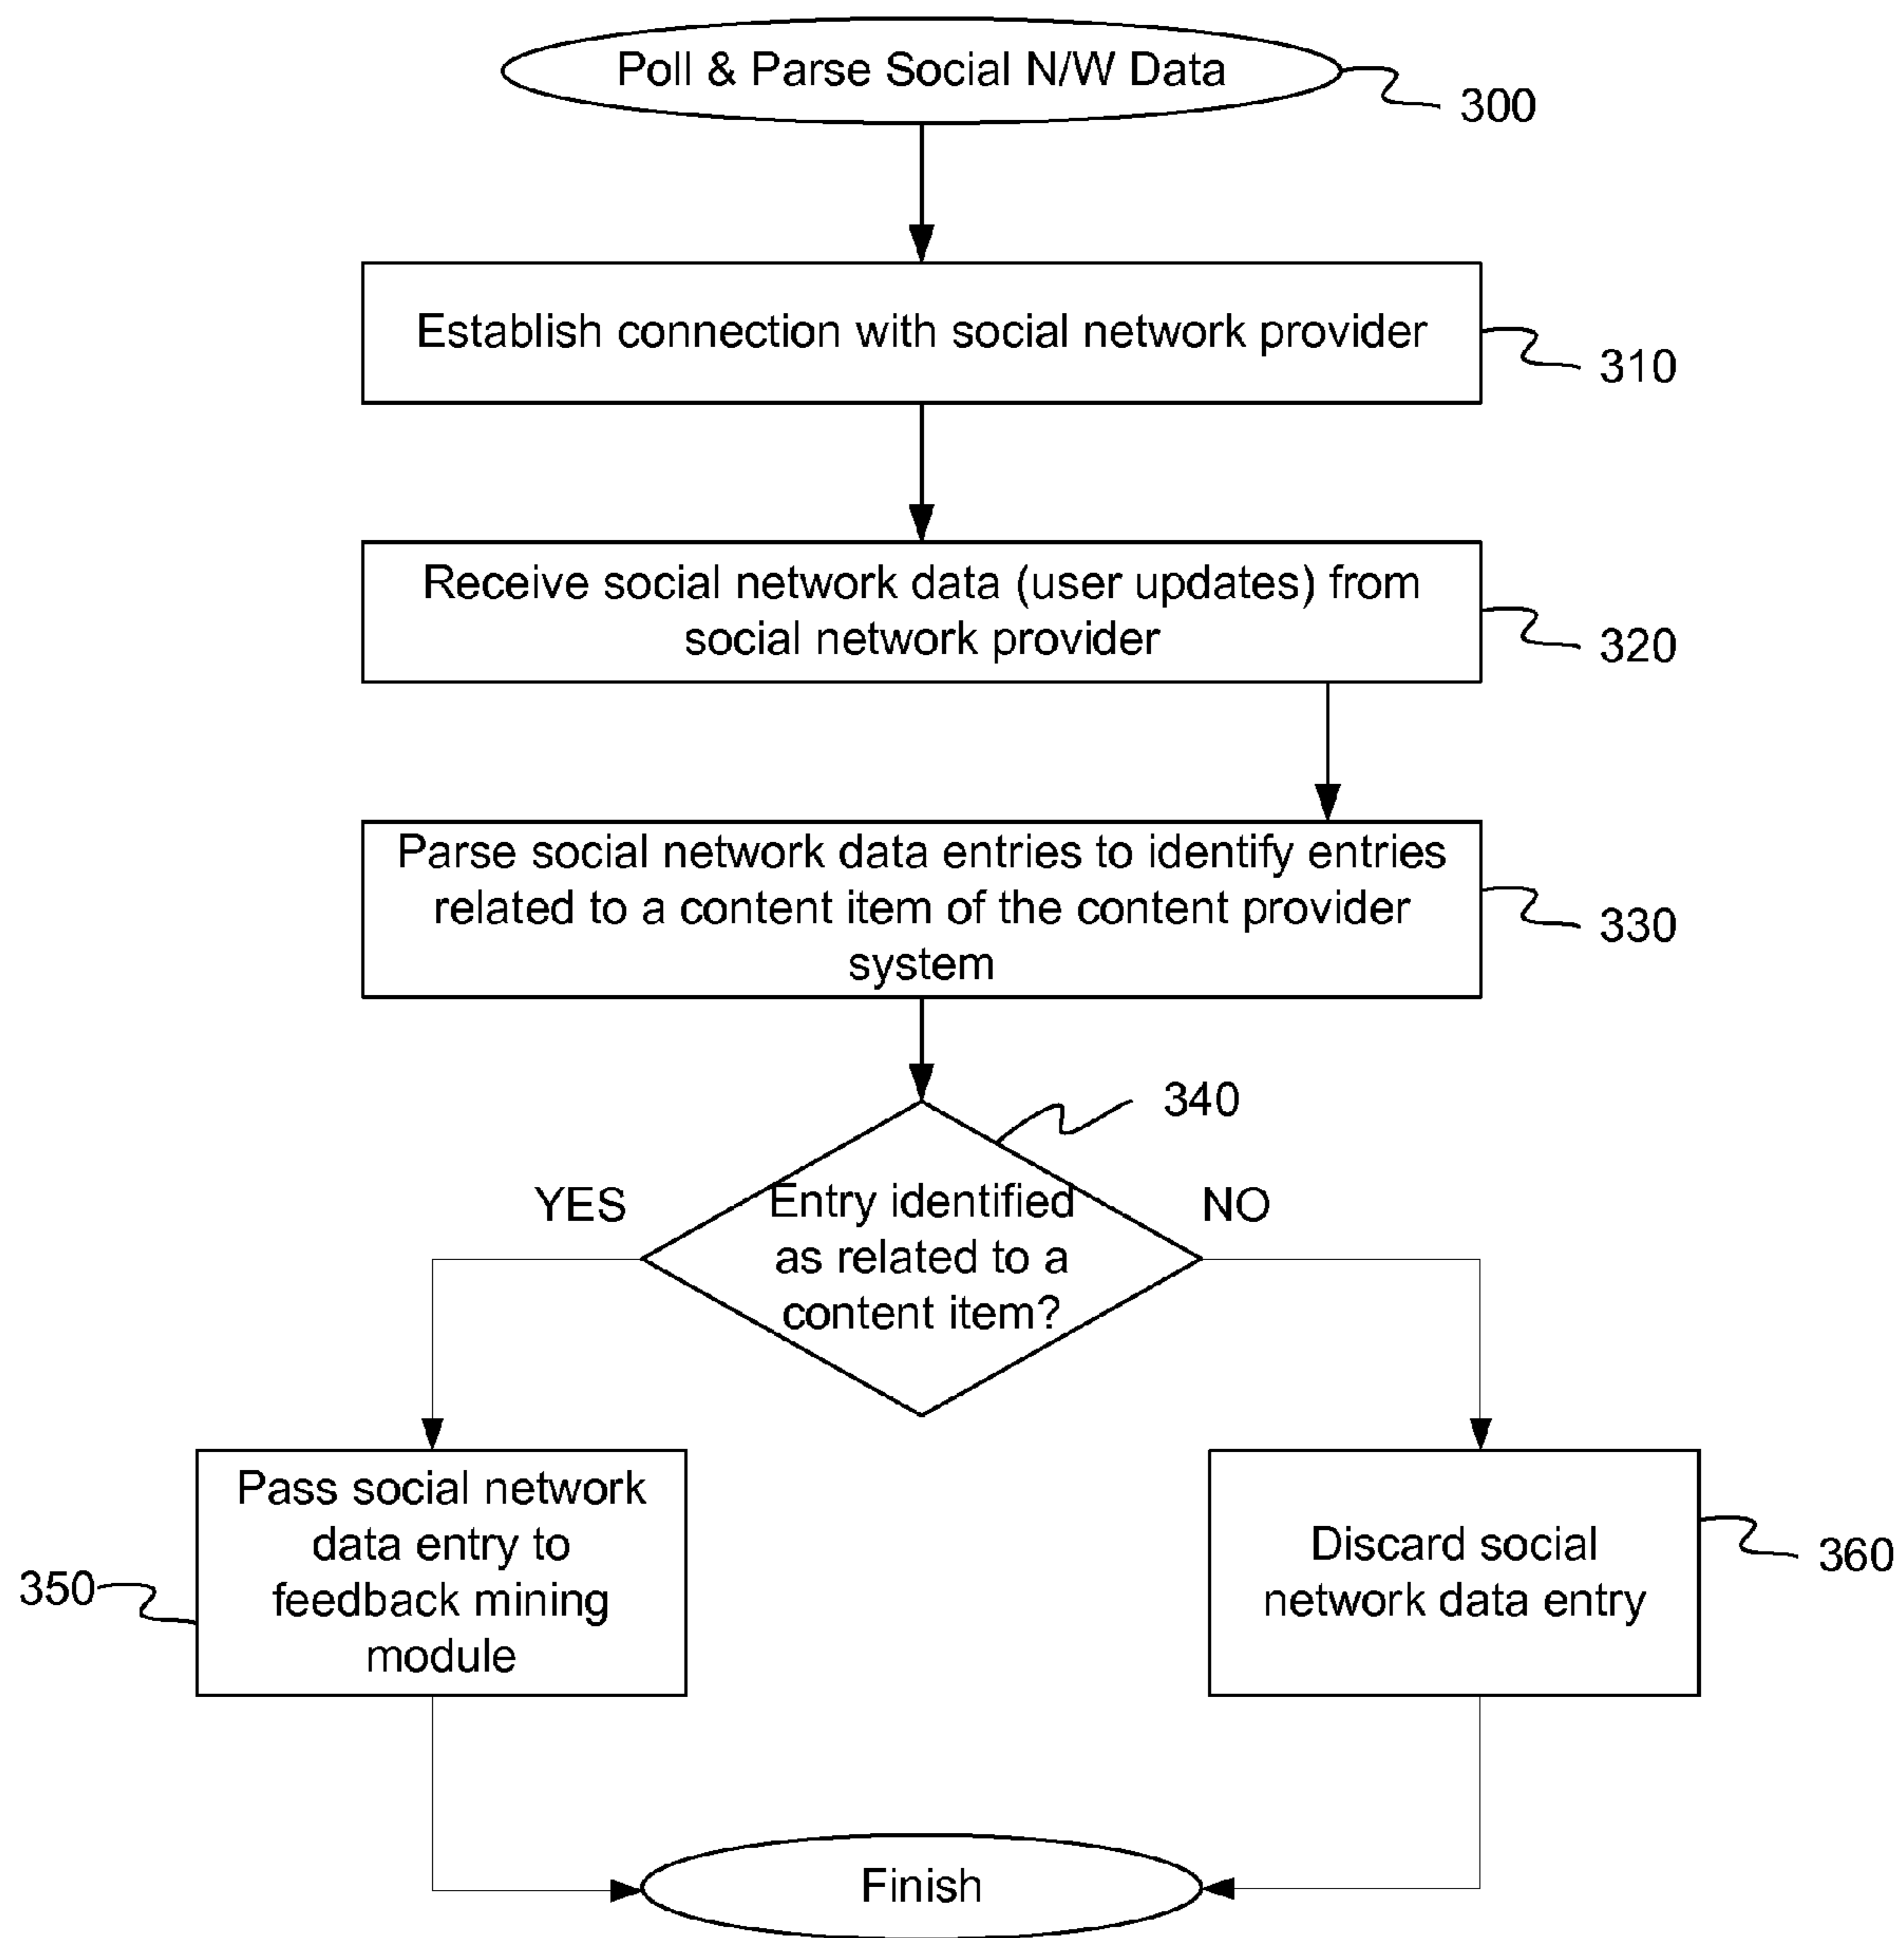 Poll & Parse Social N/W Data
300
Establish connection with social network provider
310
Receive social network data (user updates) from
social network provider
320
Parse social network data entries to identify entries
related to a content item of the content provider
system
330
340
YES
Entry identified
as related to a
content item?
NO
Pass social network
data entry to
feedback mining
module
350
Discard social
network data entry
360
Finish